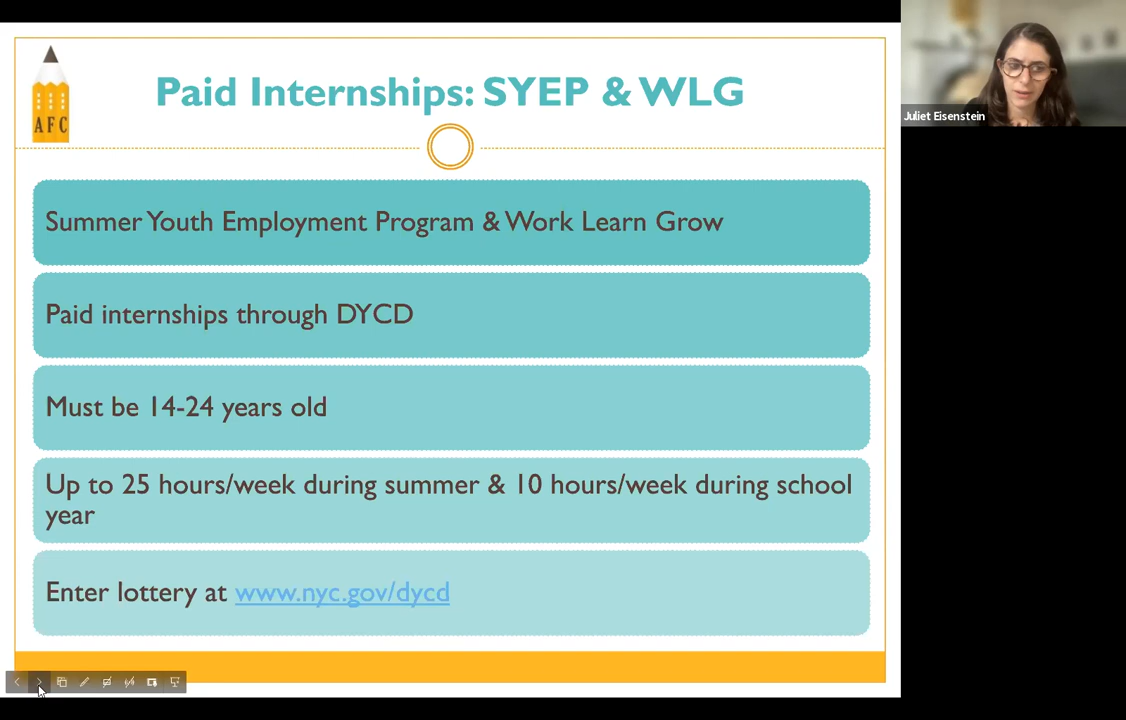 Paid Internships: SYEP & WLG
AFC
Juliet Eisenstein
Summer Youth Employment Program & Work Learn Grow
Paid internships through DYCD
Must be 14-24 years old
Up to 25 hours/week during summer & 10 hours/week during school
year
Enter lottery at www.nyc.gov/dycd